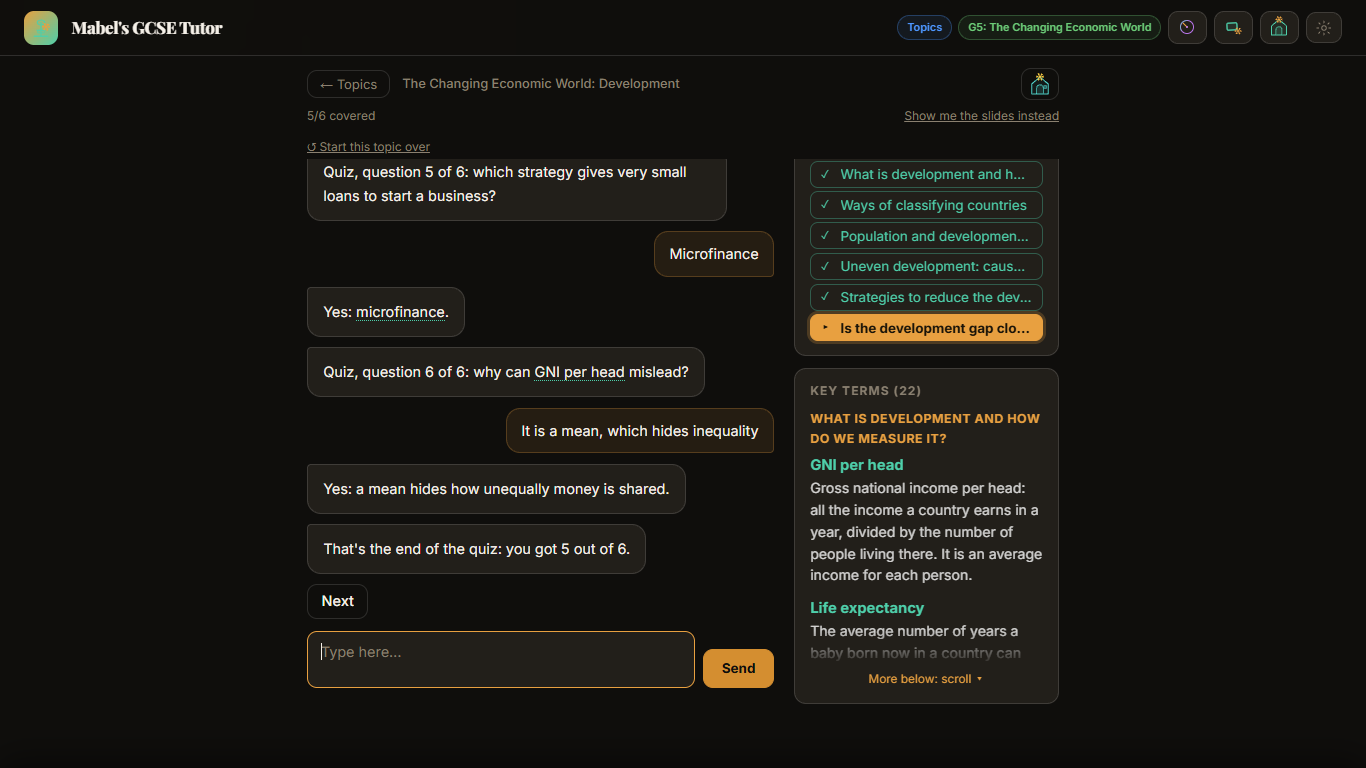 Mabel's GCSE Tutor
Topics
G5: The Changing Economic World
← Topics
The Changing Economic World: Development
5/6 covered
Show me the slides instead
↺ Start this topic over
Quiz, question 5 of 6: which strategy gives very small
loans to start a business?
Microfinance
Yes: microfinance.
Quiz, question 6 of 6: why can GNI per head mislead?
It is a mean, which hides inequality
Yes: a mean hides how unequally money is shared.
That's the end of the quiz: you got 5 out of 6.
Next
Type here...
Send
✓ What is development and h...
✓ Ways of classifying countries
✓ Population and developmen...
✓ Uneven development: caus...
✓ Strategies to reduce the dev...
▸ Is the development gap clo...
KEY TERMS (22)
WHAT IS DEVELOPMENT AND HOW
DO WE MEASURE IT?
GNI per head
Gross national income per head:
all the income a country earns in a
year, divided by the number of
people living there. It is an average
income for each person.
Life expectancy
The average number of years a
baby born now in a country can
More below: scroll ▾